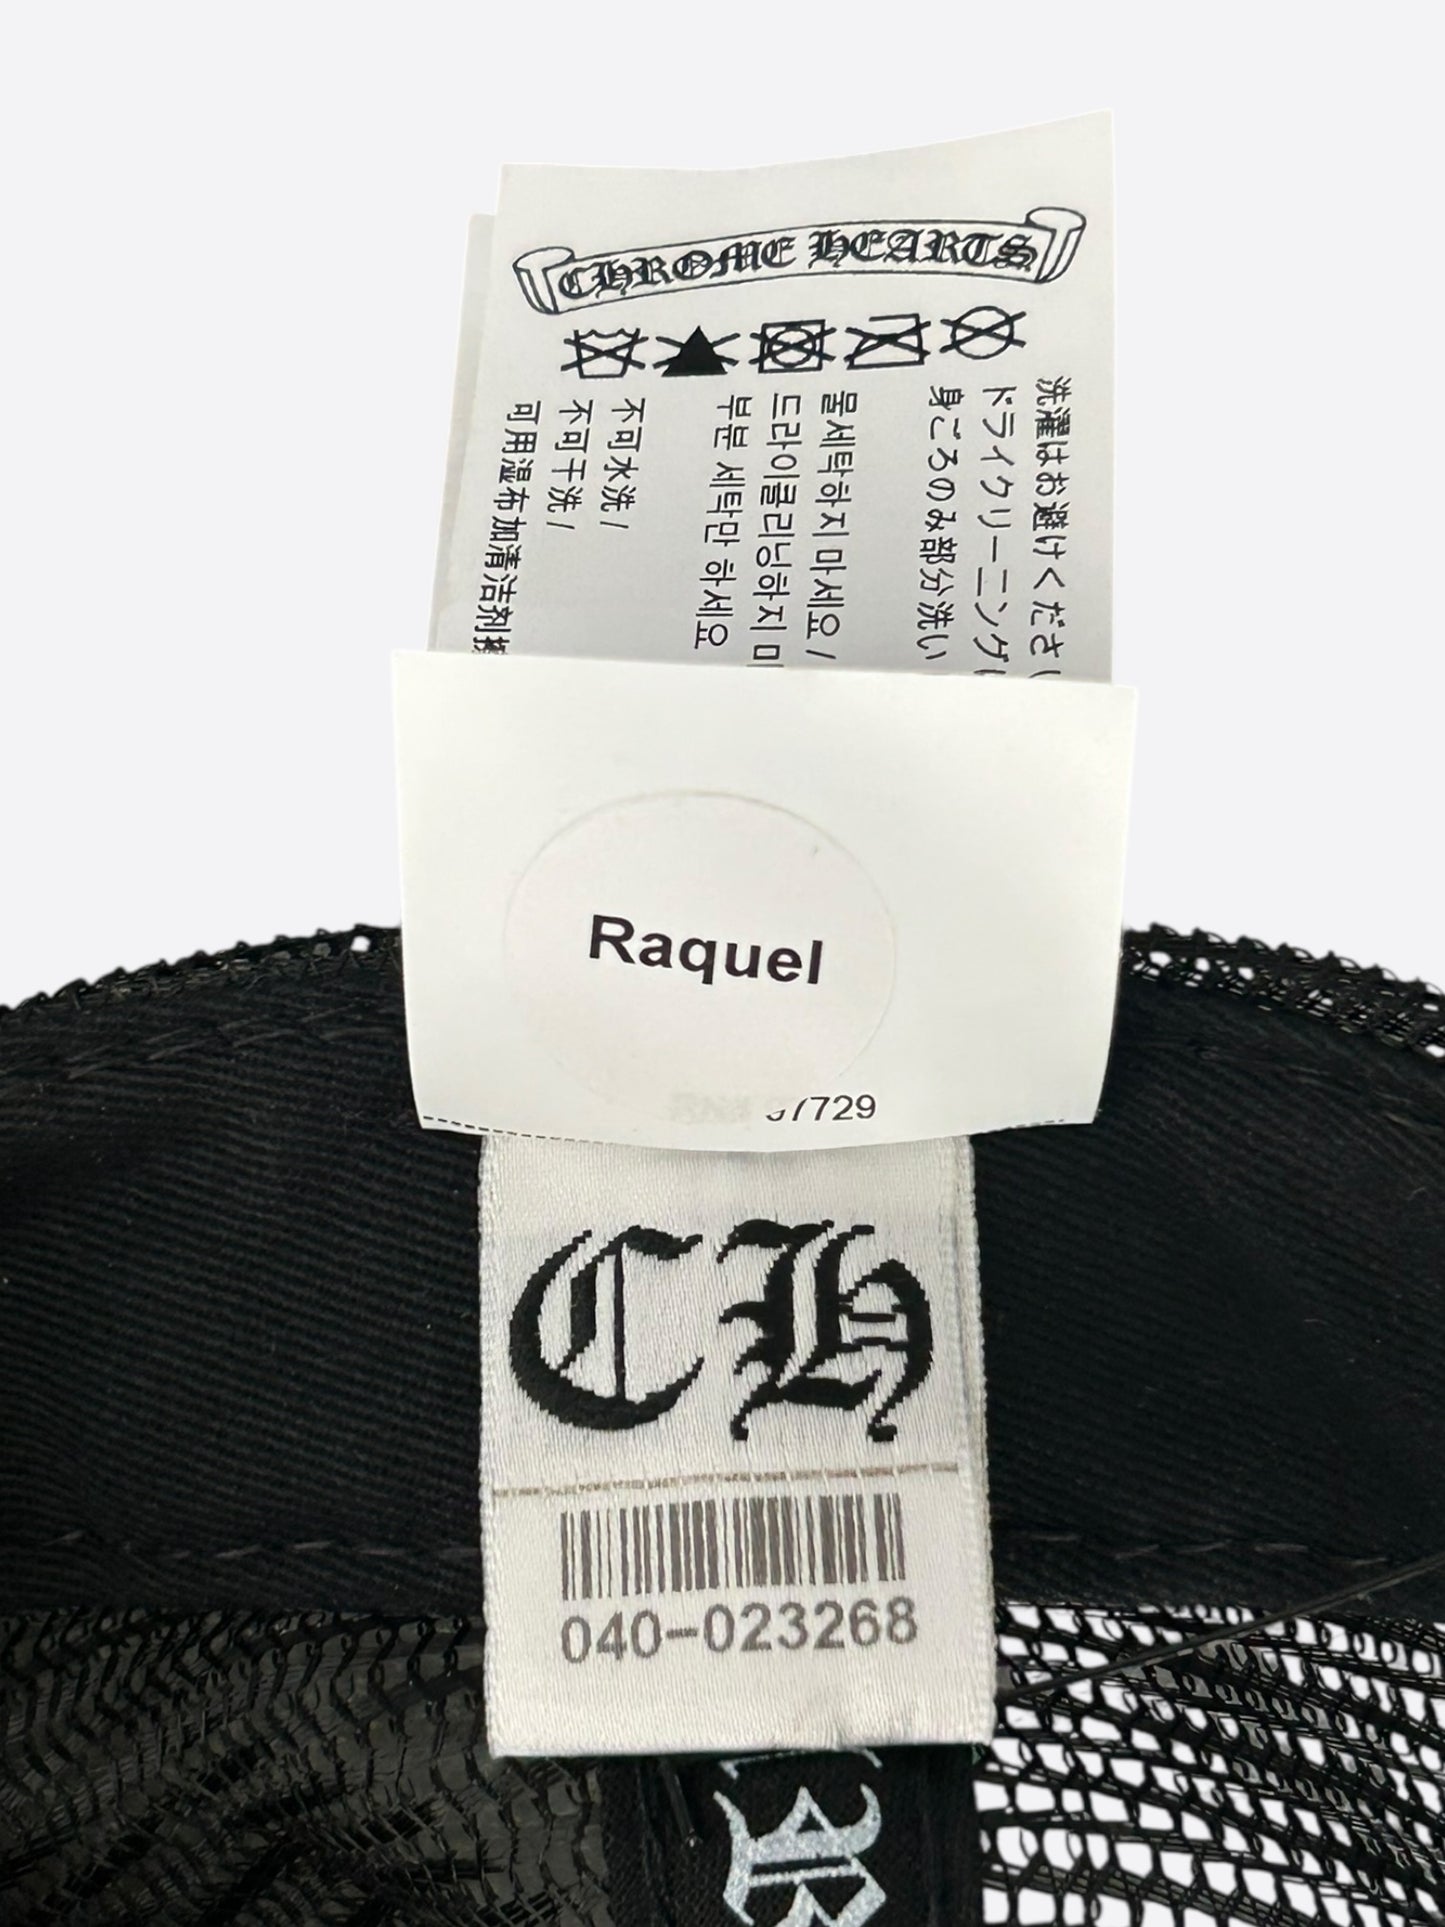 CHROME HEARTS
洗濯はお避けくださ
ドライクリーニング
身ごろのみ部分洗い
물세탁하지 마세요 /
드라이클리닝하지
부분 세탁만 하세요
不可水洗 /
不可干洗 /
可用湿布加清洁剂
Raquel
7729
CH
040-023268